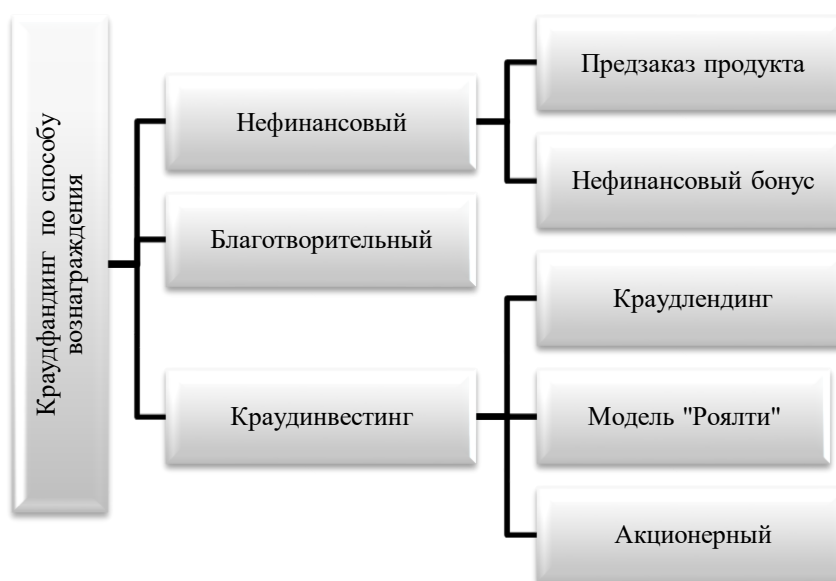 Краудфандинг по способу
вознаграждения
Нефинансовый
Предзаказ продукта
Нефинансовый бонус
Благотворительный
Краудинвестинг
Краудлендинг
Модель "Роялти"
Акционерный